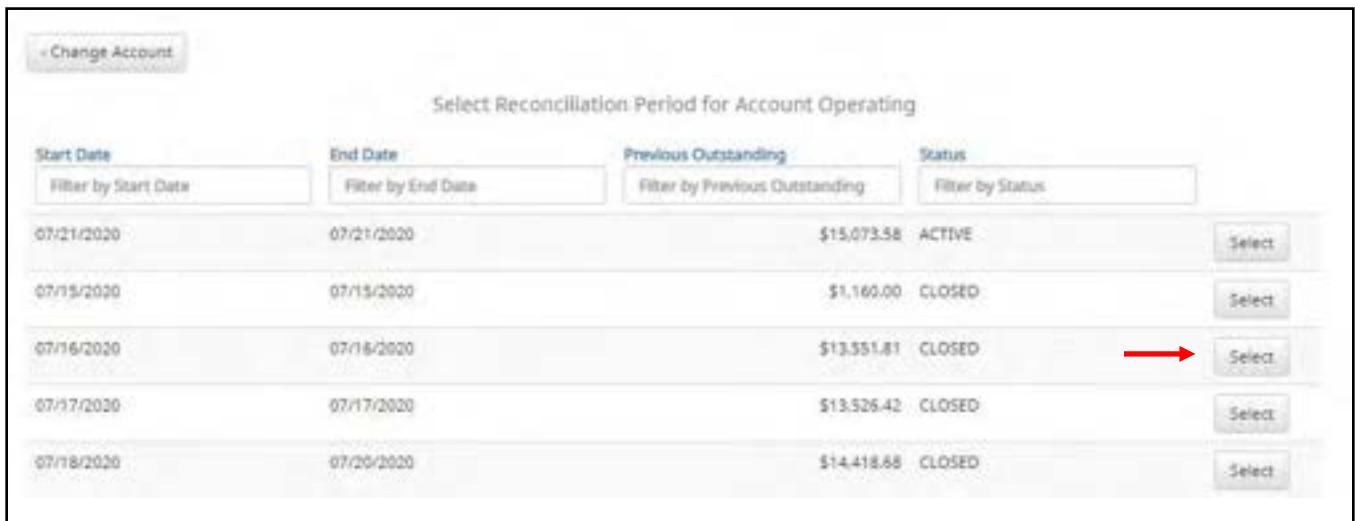 ‹ Change Account
Select Reconciliation Period for Account Operating
Start Date End Date Previous Outstanding Status
Filter by Start Date Filter by End Date Filter by Previous Outstanding Filter by Status
07/21/2020 07/21/2020 $15,073.58 ACTIVE Select
07/15/2020 07/15/2020 $1,160.00 CLOSED Select
07/16/2020 07/16/2020 $13,551.81 CLOSED Select
07/17/2020 07/17/2020 $13,526.42 CLOSED Select
07/18/2020 07/20/2020 $14,418.68 CLOSED Select